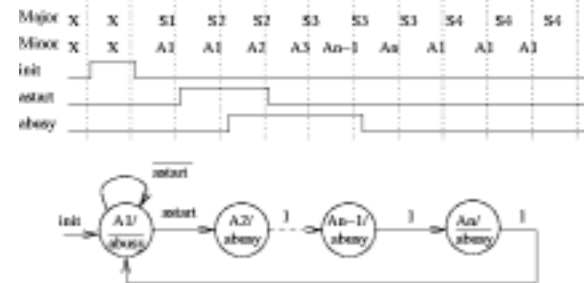 Major X X S1 S2 S2 S3 S3 S3 S4 S4 S4
Minor X X A1 A1 A2 A3 An-1 An A1 A1 A1
init
astart
abusy
astart
init A1/ astart A2/ 1 An-1/ 1 An/ 1
abusy abusy abusy abusy